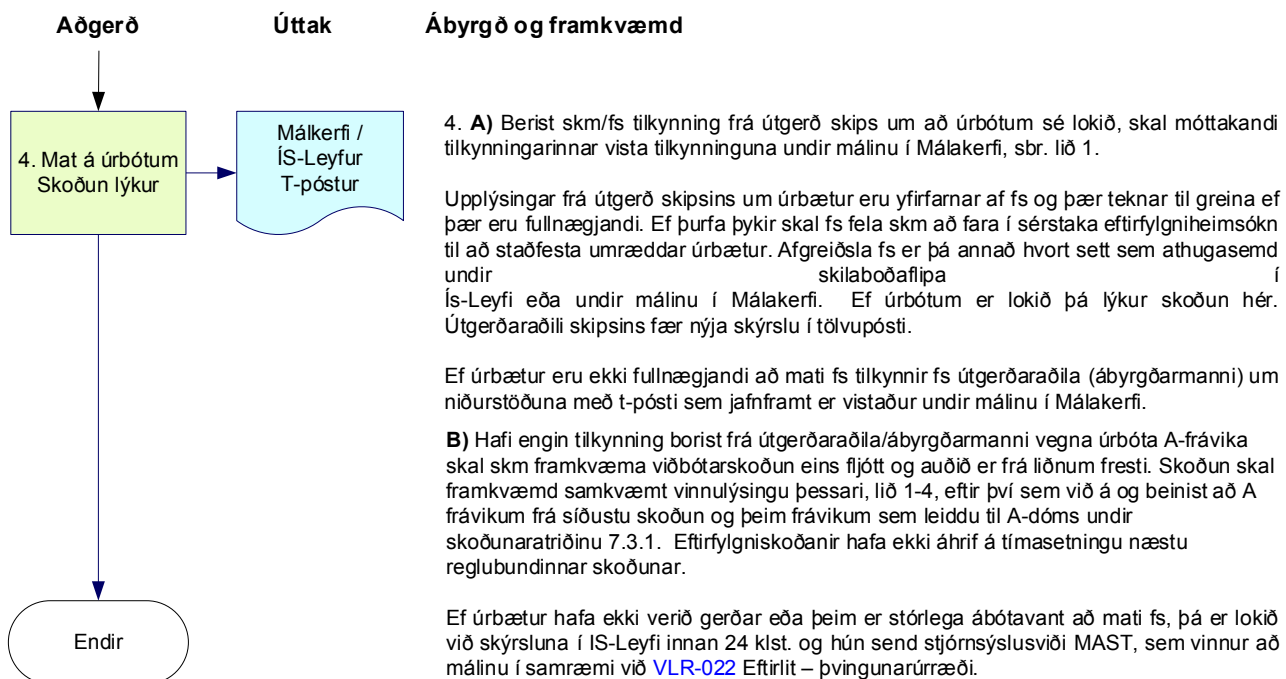 Aðgerð
Úttak
Ábyrgð og framkvæmd
4. Mat á úrbótum
Skoðun lýkur
Málkerfi /
ÍS-Leyfur
T-póstur
4. A) Berist skm/fs tilkynning frá útgerð skips um að úrbótum sé lokið, skal móttakandi
tilkynningarinnar vista tilkynninguna undir málinu í Málakerfi, sbr. lið 1.
Upplýsingar frá útgerð skipsins um úrbætur eru yfirfarnar af fs og þær teknar til greina ef
þær eru fullnægjandi. Ef þurfa þykir skal fs fela skm að fara í sérstaka eftirfylgniheimsókn
til að staðfesta umræddar úrbætur. Afgreiðsla fs er þá annað hvort sett sem athugasemd
undir skilaboðaflipa í
Ís-Leyfi eða undir málinu í Málakerfi. Ef úrbótum er lokið þá lýkur skoðun hér.
Útgerðaraðili skipsins fær nýja skýrslu í tölvupósti.
Ef úrbætur eru ekki fullnægjandi að mati fs tilkynnir fs útgerðaraðila (ábyrgðarmanni) um
niðurstöðuna með t-pósti sem jafnframt er vistaður undir málinu í Málakerfi.
B) Hafi engin tilkynning borist frá útgerðaraðila/ábyrgðarmanni vegna úrbóta A-frávika
skal skm framkvæma viðbótarskoðun eins fljótt og auðið er frá liðnum fresti. Skoðun skal
framkvæmd samkvæmt vinnulýsingu þessari, lið 1-4, eftir því sem við á og beinist að A
frávikum frá síðustu skoðun og þeim frávikum sem leiddu til A-dóms undir
skoðunaratriðinu 7.3.1. Eftirfylgniskoðanir hafa ekki áhrif á tímasetningu næstu
reglubundinnar skoðunar.
Ef úrbætur hafa ekki verið gerðar eða þeim er stórlega ábótavant að mati fs, þá er lokið
við skýrsluna í IS-Leyfi innan 24 klst. og hún send stjórnsýslusviði MAST, sem vinnur að
málinu í samræmi við VLR-022 Eftirlit – þvingunarúrræði.
Endir